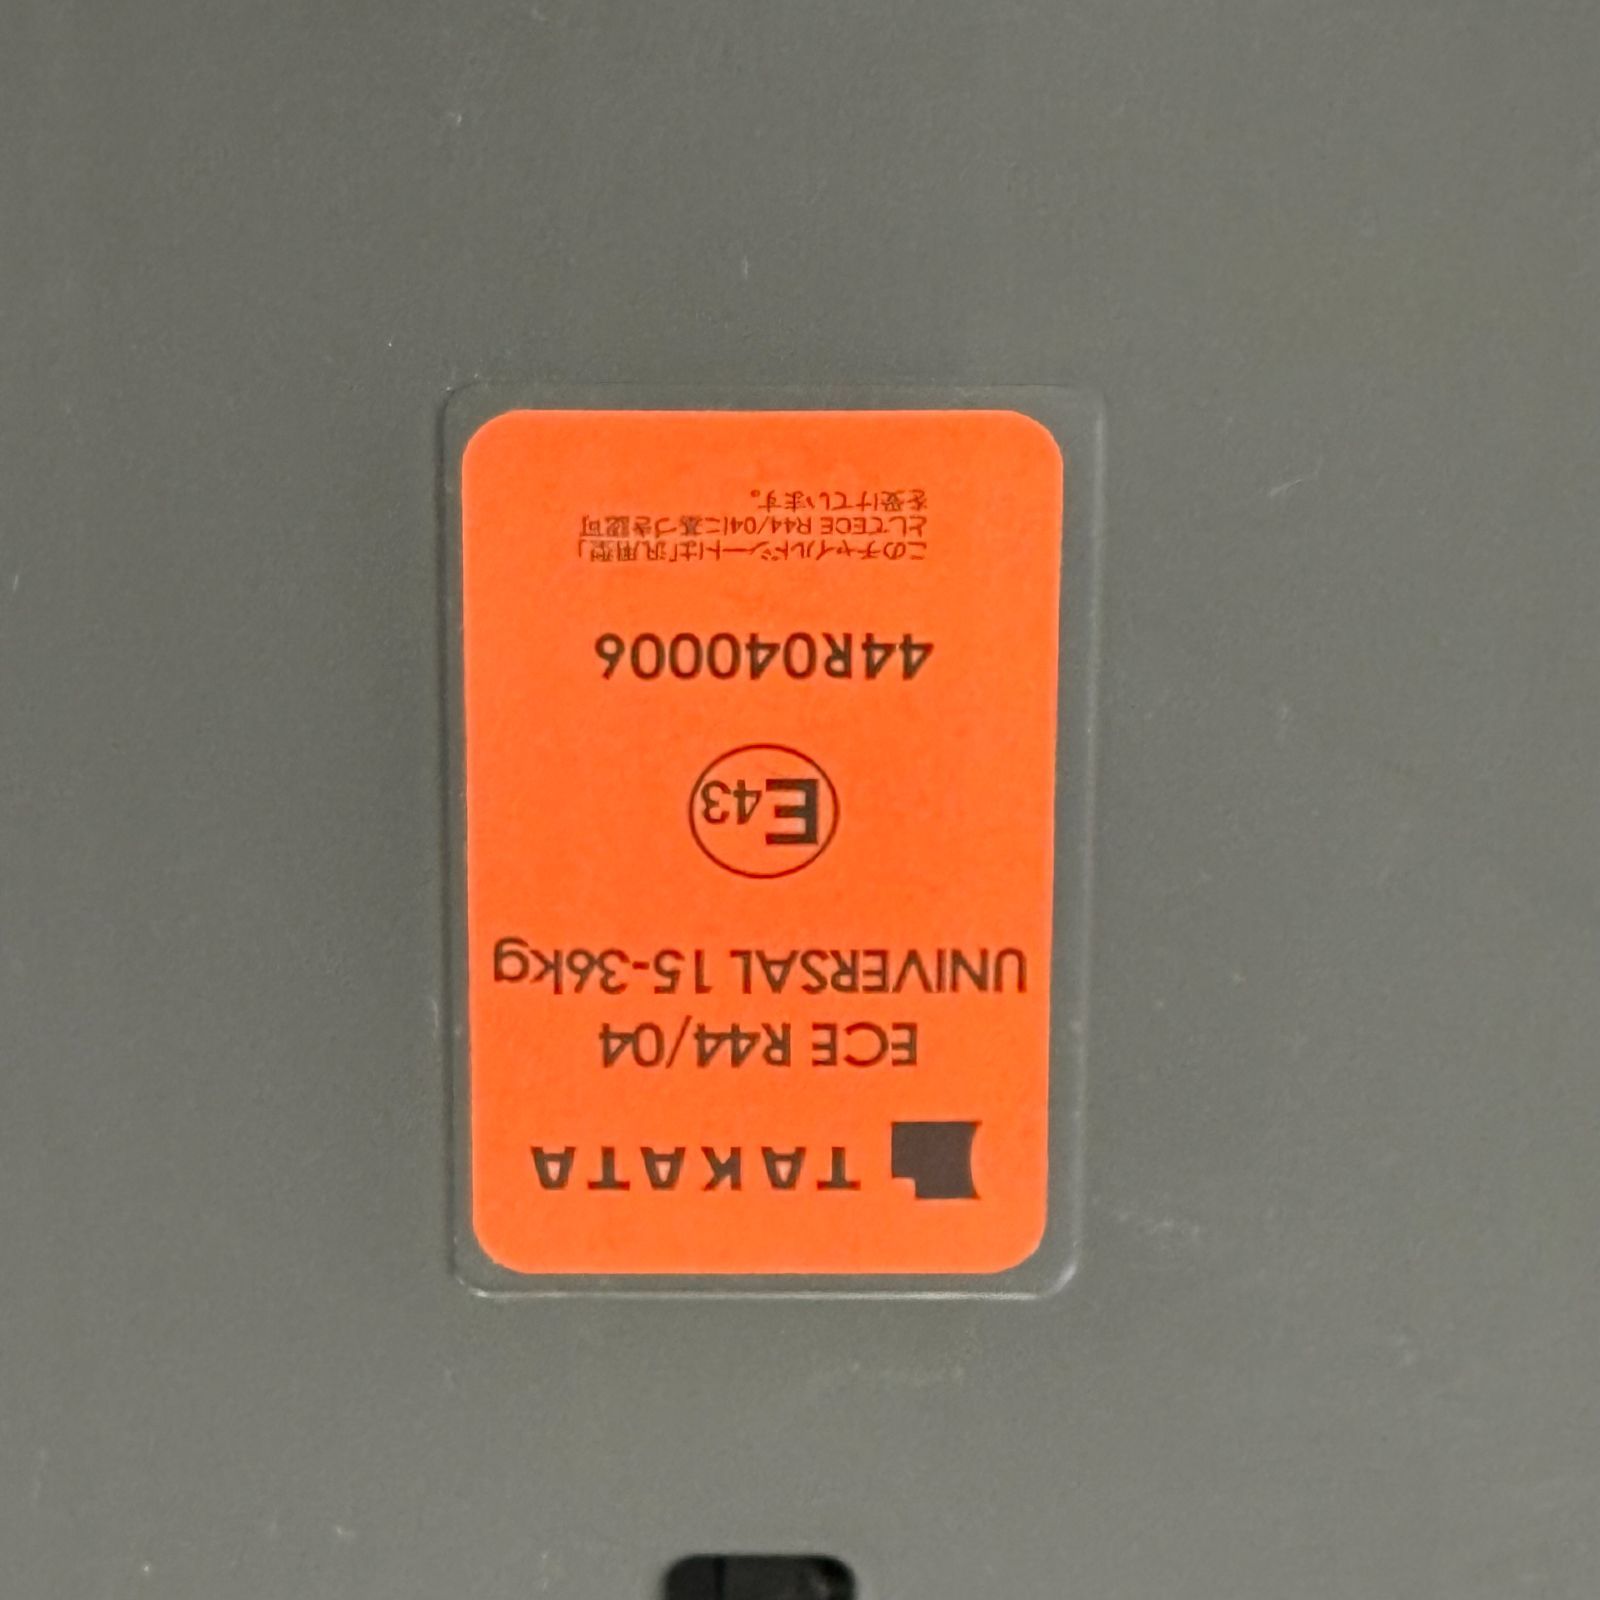 TAKATA
ECE R44/04
UNIVERSAL 15-36kg
E43
44R040006
このチャイルドシートは「汎用型」
としてECE R44/04に基づき認可
を受けています。